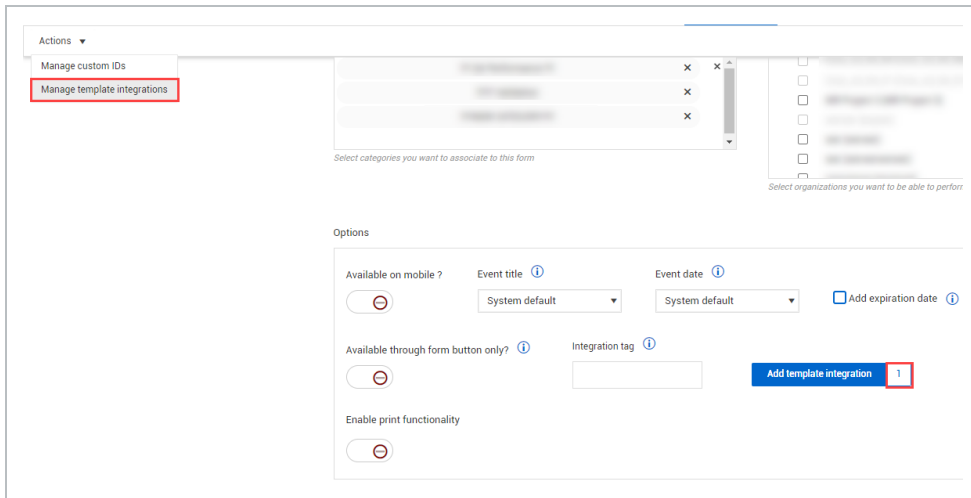 Actions
Manage custom IDs
Manage template integrations
Select categories you want to associate to this form
Select organizations you want to be able to perfor
Options
Available on mobile ?
Event title
Event date
System default
System default
Add expiration date
Available through form button only?
Integration tag
Add template integration
1
Enable print functionality